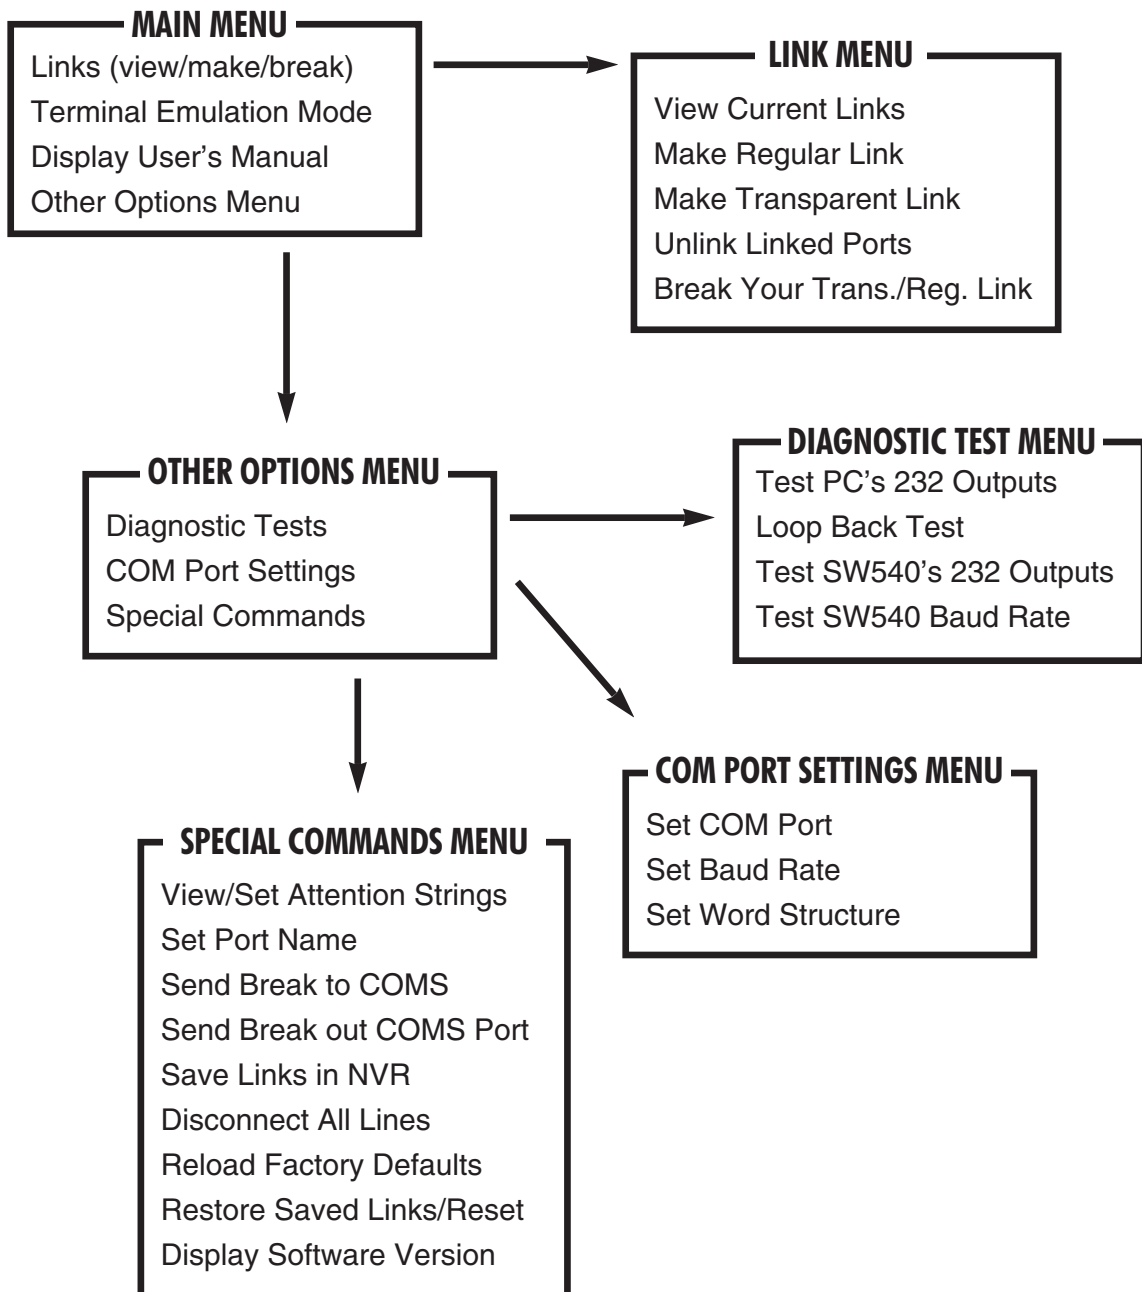 MAIN MENU
Links (view/make/break)
Terminal Emulation Mode
Display User’s Manual
Other Options Menu
LINK MENU
View Current Links
Make Regular Link
Make Transparent Link
Unlink Linked Ports
Break Your Trans./Reg. Link
OTHER OPTIONS MENU
Diagnostic Tests
COM Port Settings
Special Commands
DIAGNOSTIC TEST MENU
Test PC’s 232 Outputs
Loop Back Test
Test SW540’s 232 Outputs
Test SW540 Baud Rate
COM PORT SETTINGS MENU
Set COM Port
Set Baud Rate
Set Word Structure
SPECIAL COMMANDS MENU
View/Set Attention Strings
Set Port Name
Send Break to COMS
Send Break out COMS Port
Save Links in NVR
Disconnect All Lines
Reload Factory Defaults
Restore Saved Links/Reset
Display Software Version